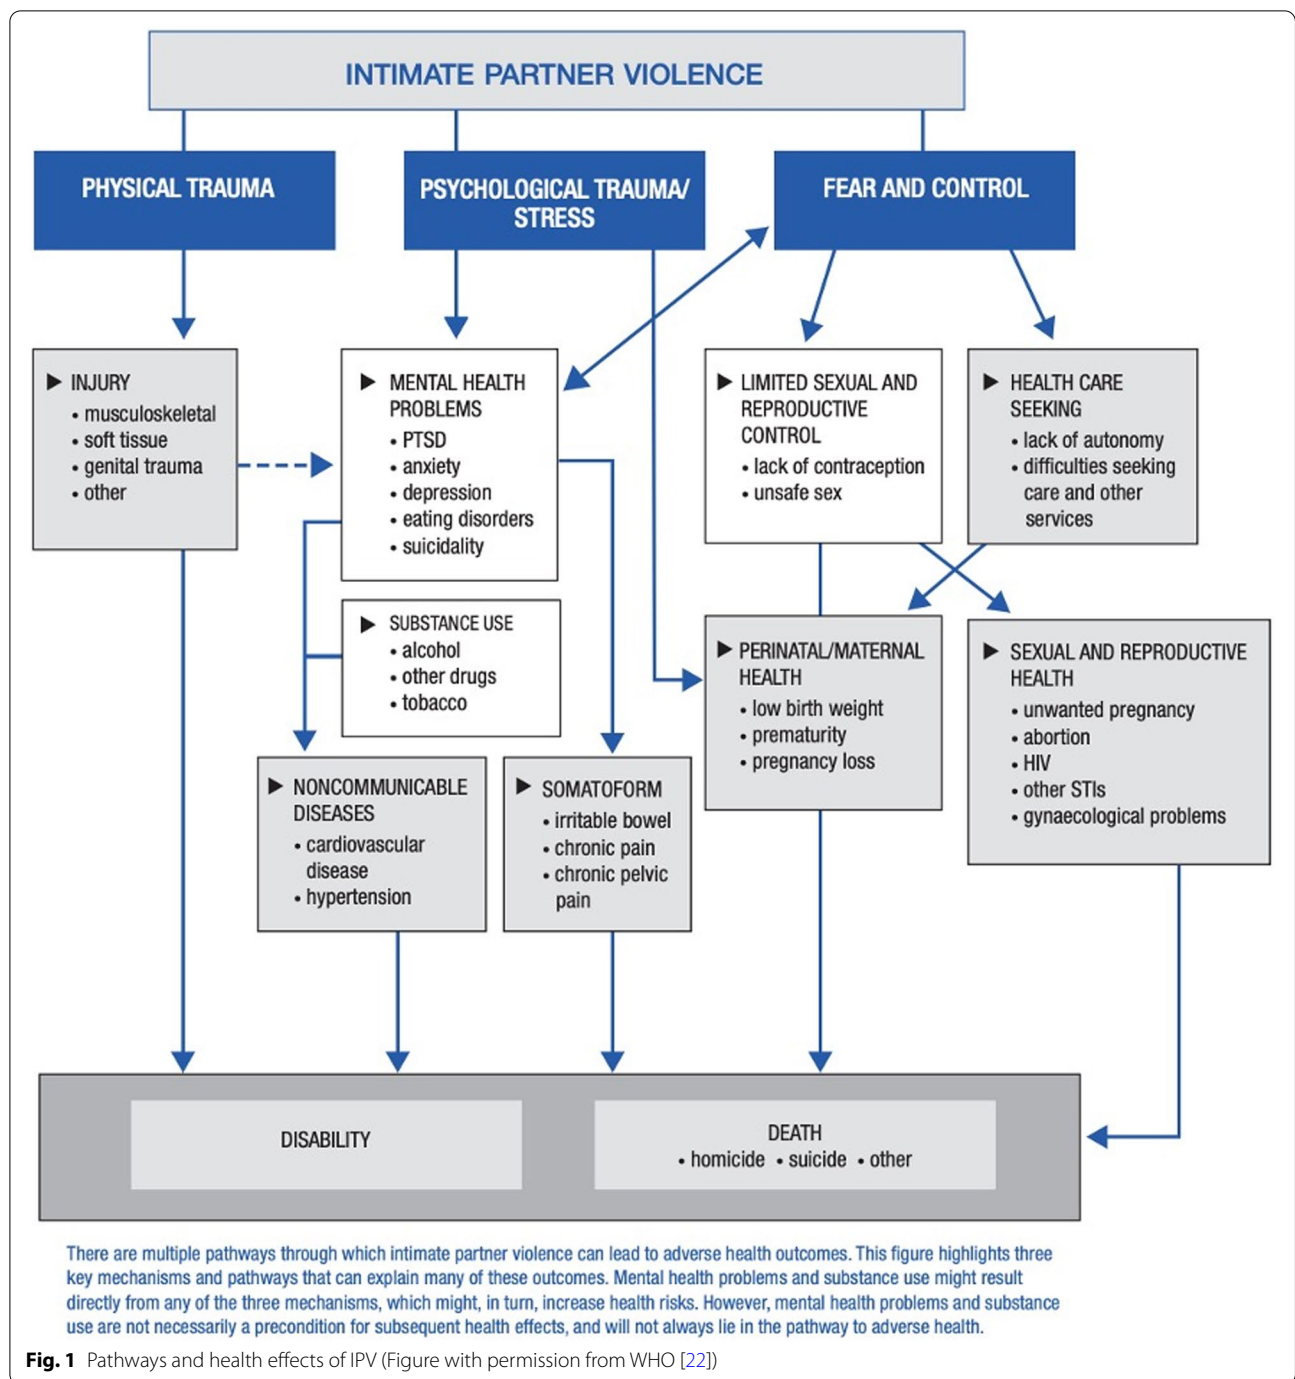 INTIMATE PARTNER VIOLENCE
PHYSICAL TRAUMA
PSYCHOLOGICAL TRAUMA/
STRESS
FEAR AND CONTROL
▶ INJURY
• musculoskeletal
• soft tissue
• genital trauma
• other
▶ MENTAL HEALTH
PROBLEMS
• PTSD
• anxiety
• depression
• eating disorders
• suicidality
▶ LIMITED SEXUAL AND
REPRODUCTIVE
CONTROL
• lack of contraception
• unsafe sex
▶ HEALTH CARE
SEEKING
• lack of autonomy
• difficulties seeking
care and other
services
▶ SUBSTANCE USE
• alcohol
• other drugs
• tobacco
▶ PERINATAL/MATERNAL
HEALTH
• low birth weight
• prematurity
• pregnancy loss
▶ SEXUAL AND REPRODUCTIVE
HEALTH
• unwanted pregnancy
• abortion
• HIV
• other STIs
• gynaecological problems
▶ NONCOMMUNICABLE
DISEASES
• cardiovascular
disease
• hypertension
▶ SOMATOFORM
• irritable bowel
• chronic pain
• chronic pelvic
pain
DISABILITY
DEATH
• homicide • suicide • other
There are multiple pathways through which intimate partner violence can lead to adverse health outcomes. This figure highlights three
key mechanisms and pathways that can explain many of these outcomes. Mental health problems and substance use might result
directly from any of the three mechanisms, which might, in turn, increase health risks. However, mental health problems and substance
use are not necessarily a precondition for subsequent health effects, and will not always lie in the pathway to adverse health.
Fig. 1 Pathways and health effects of IPV (Figure with permission from WHO [22])